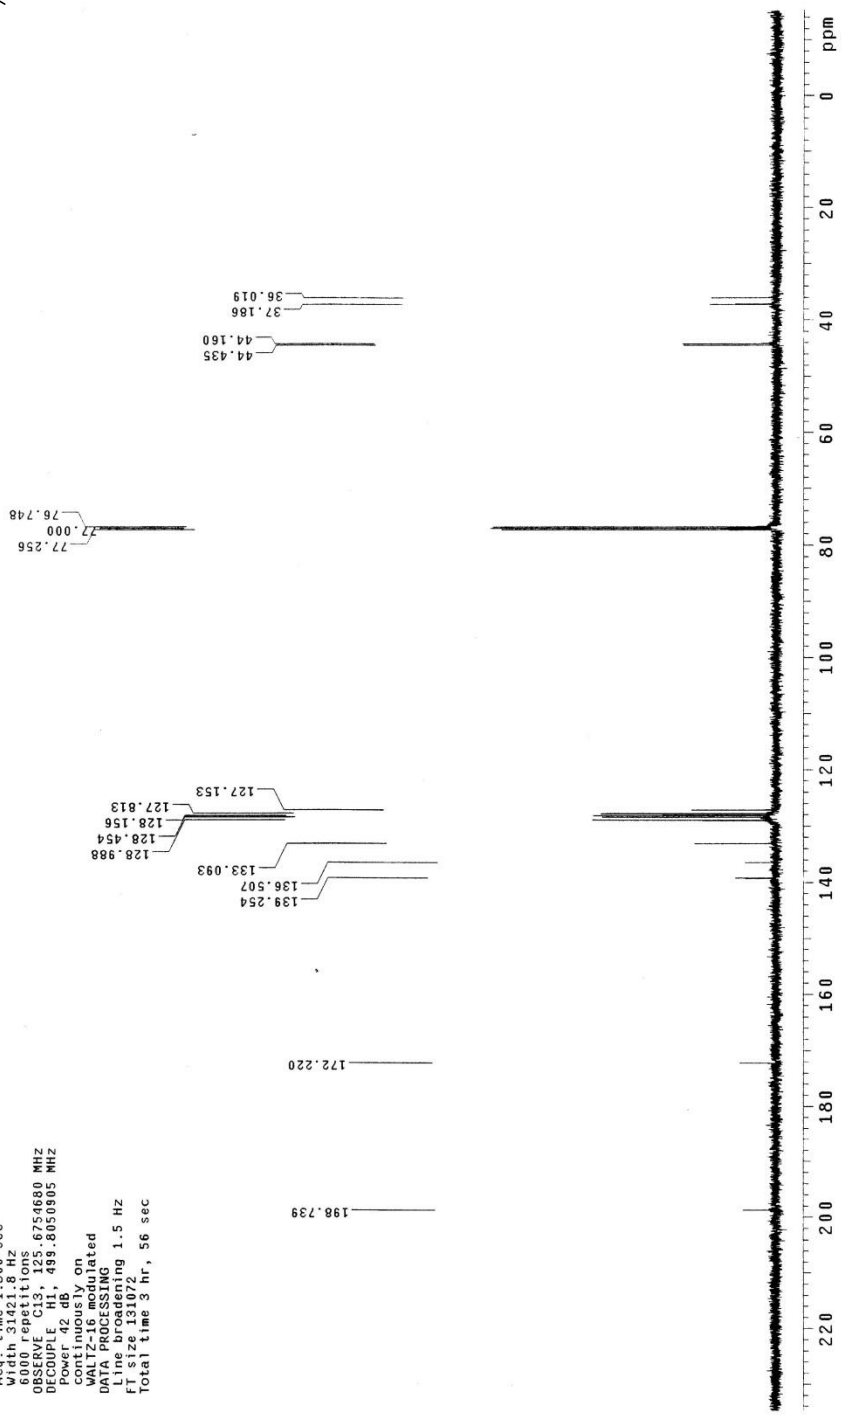 Width 31421.8 Hz
6000 repetitions
OBSERVE C13, 125.6754680 MHz
DECOUPLE H1, 499.8050905 MHz
Power 42 dB
continuously on
WALTZ-16 modulated
DATA PROCESSING
Line broadening 1.5 Hz
FT size 131072
Total time 3 hr, 56 sec
198.739
172.220
139.254
136.507
133.093
128.988
128.454
128.156
127.813
127.153
77.256
77.000
76.748
44.435
44.160
37.186
36.019
220
200
180
160
140
120
100
80
60
40
20
0
ppm